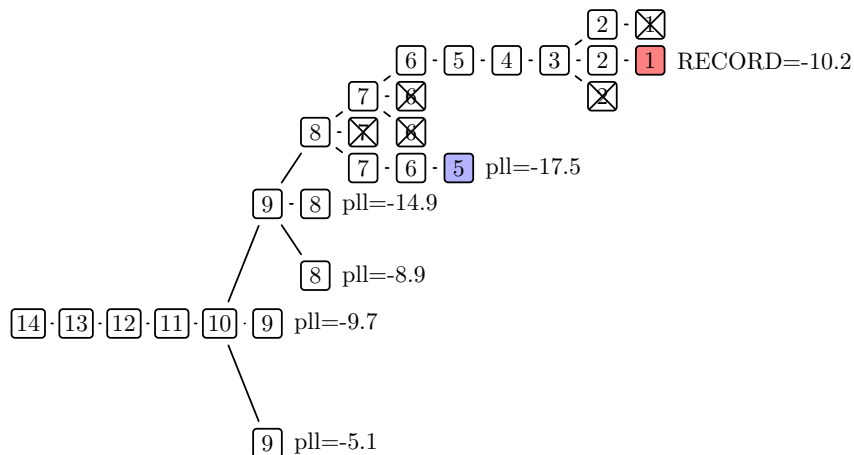 2 1
6 5 4 3 2 1 RECORD=-10.2
7 6 2
8 7 6
7 6 5 pll=-17.5
9 8 pll=-14.9
8 pll=-8.9
14 13 12 11 10 9 pll=-9.7
9 pll=-5.1